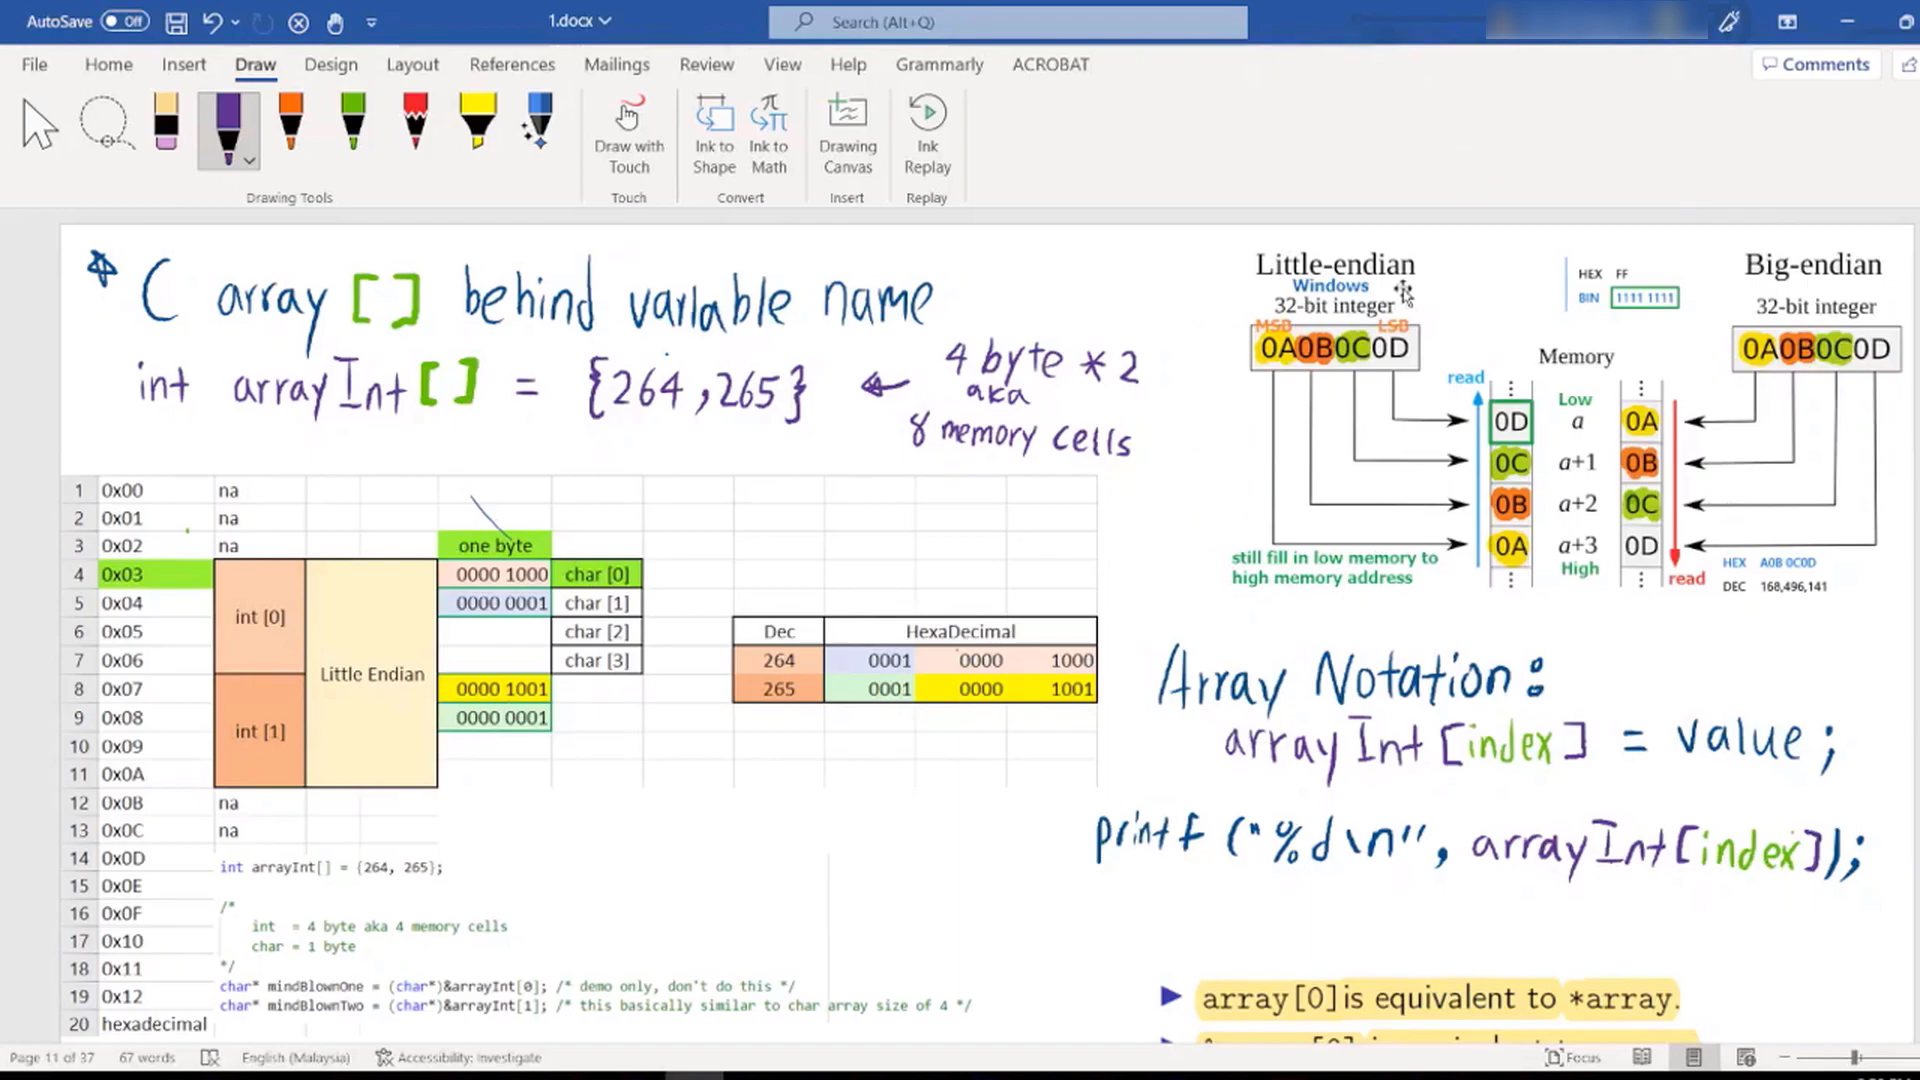 AutoSave Off 1.docx Search (Alt+Q)
File Home Insert Draw Design Layout References Mailings Review View Help Grammarly ACROBAT Comments
Draw with Touch
Ink to Shape
Ink to Math
Drawing Canvas
Ink Replay
Drawing Tools Touch Convert Insert Replay
C array [] behind variable name
int arrayInt[] = {264,265} ← 4 byte * 2
aka
8 memory cells
1 0x00 na
2 0x01 na
3 0x02 na one byte
4 0x03 0000 1000 char [0]
5 0x04 int [0] 0000 0001 char [1]
6 0x05 char [2]
7 0x06 Little Endian char [3]
8 0x07 0000 1001
9 0x08 int [1] 0000 0001
10 0x09
11 0x0A
12 0x0B na
13 0x0C na
14 0x0D
15 0x0E
16 0x0F
17 0x10
18 0x11
19 0x12
20 hexadecimal
Dec HexaDecimal
264 0001 0000 1000
265 0001 0000 1001
int arrayInt[] = {264, 265};
/*
int = 4 byte aka 4 memory cells
char = 1 byte
*/
char* mindBlownOne = (char*)&arrayInt[0]; /* demo only, don't do this */
char* mindBlownTwo = (char*)&arrayInt[1]; /* this basically similar to char array size of 4 */
Little-endian
Windows
32-bit integer
MSB LSB
0A0B0C0D
HEX FF
BIN 1111 1111
Big-endian
32-bit integer
0A0B0C0D
Memory
read Low
0D a 0A
0C a+1 0B
0B a+2 0C
0A a+3 0D
High read
still fill in low memory to
high memory address
HEX A0B 0C0D
DEC 168,496,141
Array Notation:
arrayInt[index] = value;
printf ("%d\n", arrayInt[index]);
array[0]is equivalent to *array.
Page 11 of 37 67 words English (Malaysia) Accessibility: Investigate Focus